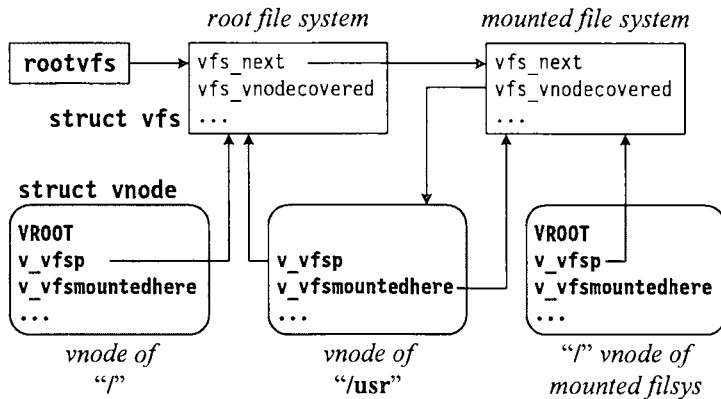 root file system
mounted file system
rootvfs
vfs_next
vfs_vnodecovered
...
vfs_next
vfs_vnodecovered
...
struct vfs
struct vnode
VROOT
v_vfsp
v_vfsmountedhere
...
v_vfsp
v_vfsmountedhere
...
VROOT
v_vfsp
v_vfsmountedhere
...
vnode of
“/”
vnode of
“/usr”
“/” vnode of
mounted filsys